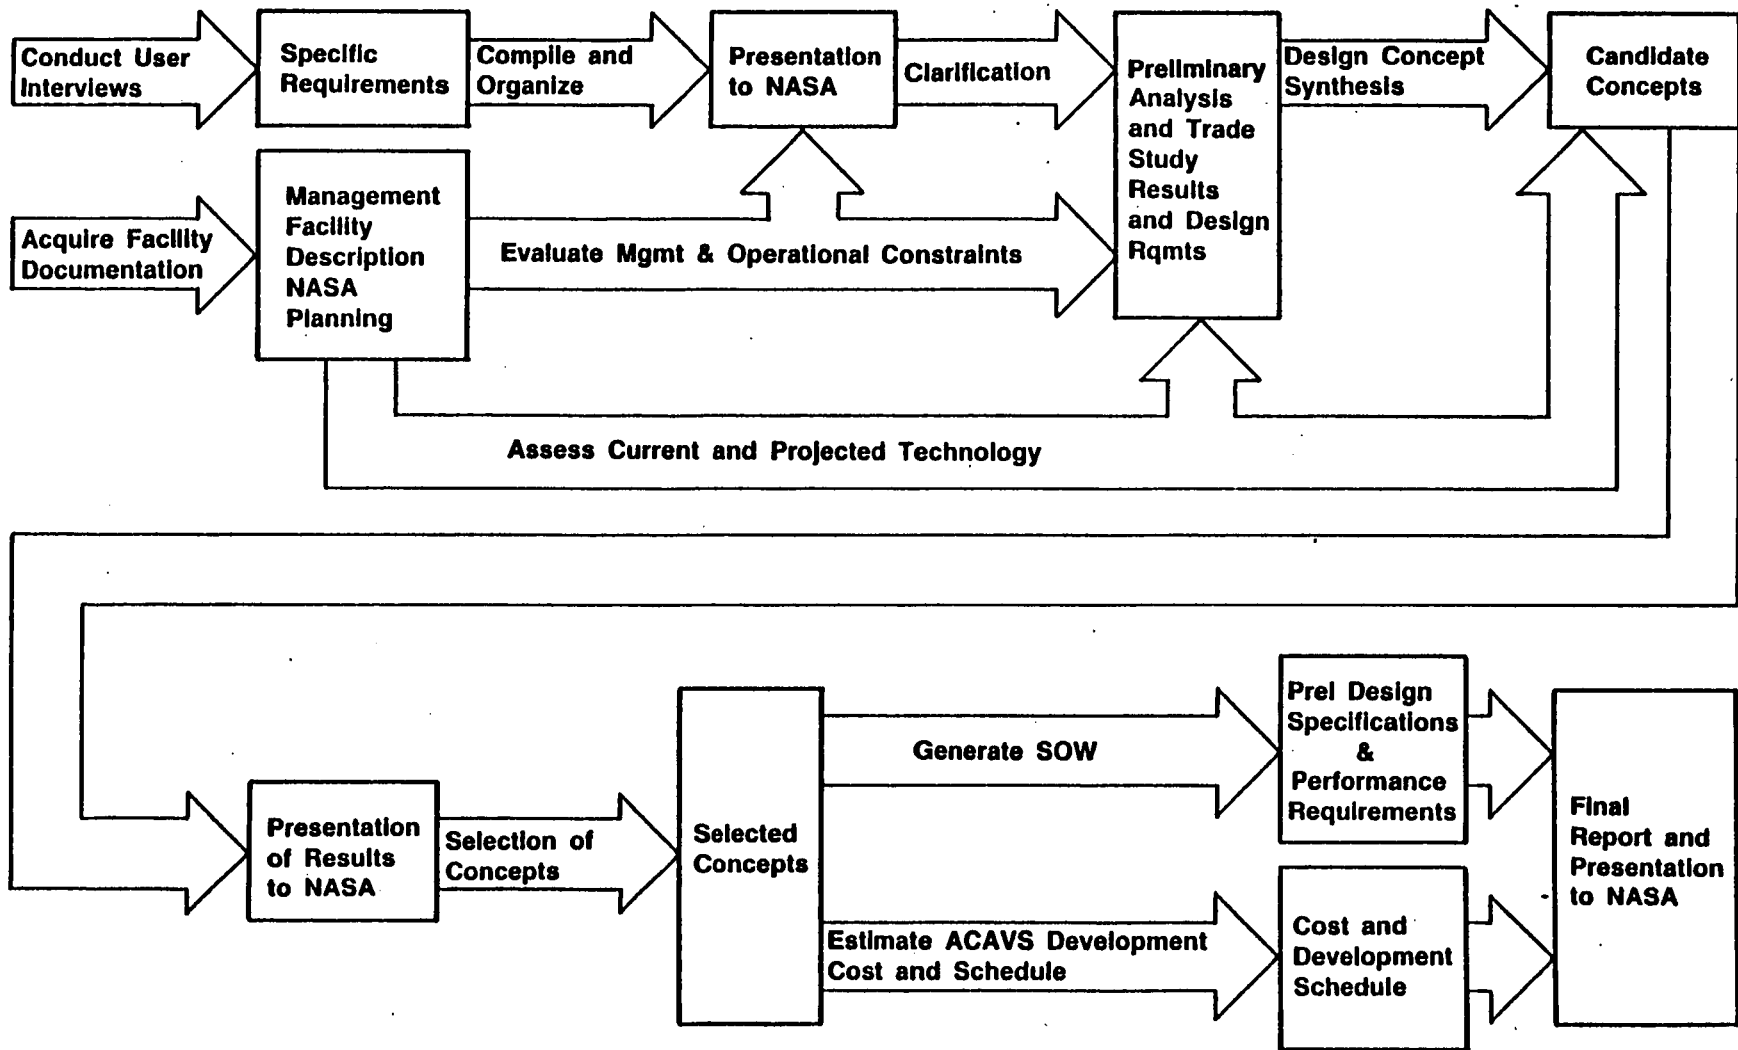 Conduct User
Interviews
Specific
Requirements
Compile and
Organize
Presentation
to NASA
Clarification
Preliminary
Analysis
and Trade
Study
Results
and Design
Rqmts
Design Concept
Synthesis
Candidate
Concepts
Acquire Facility
Documentation
Management
Facility
Description
NASA
Planning
Evaluate Mgmt & Operational Constraints
Assess Current and Projected Technology
Presentation
of Results
to NASA
Selection of
Concepts
Selected
Concepts
Generate SOW
Prel Design
Specifications
&
Performance
Requirements
Estimate ACAVS Development
Cost and Schedule
Cost and
Development
Schedule
Final
Report and
Presentation
to NASA